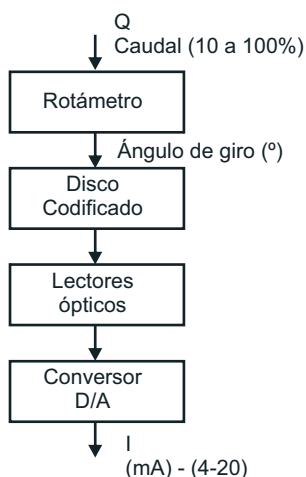 Q
Caudal (10 a 100%)
Rotámetro
Ángulo de giro (º)
Disco
Codificado
Lectores
ópticos
Conversor
D/A
I
(mA) - (4-20)